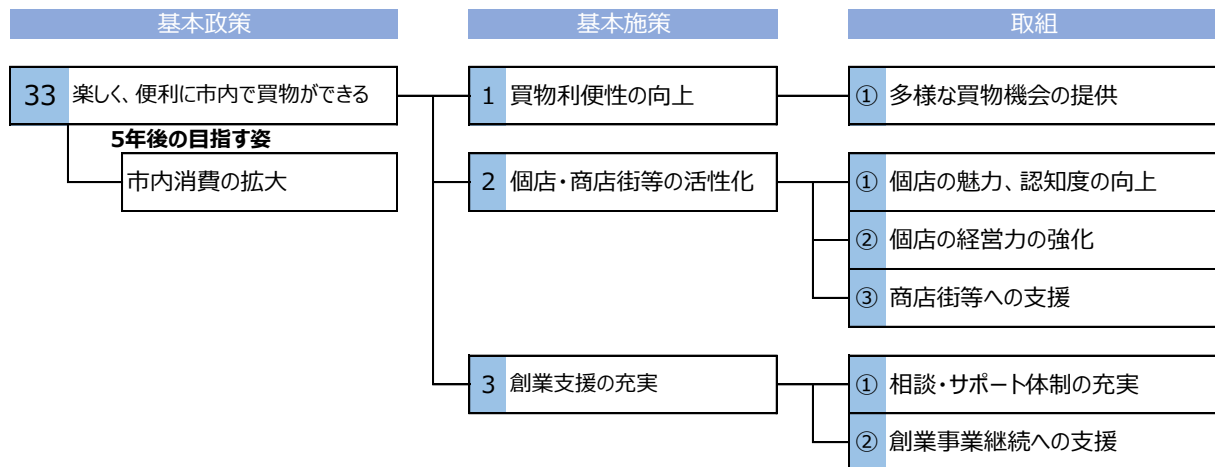 基本政策
基本施策
取組
33 楽しく、便利に市内で買物ができる
1 買物利便性の向上
① 多様な買物機会の提供
5年後の目指す姿
市内消費の拡大
2 個店・商店街等の活性化
① 個店の魅力、認知度の向上
② 個店の経営力の強化
③ 商店街等への支援
3 創業支援の充実
① 相談・サポート体制の充実
② 創業事業継続への支援